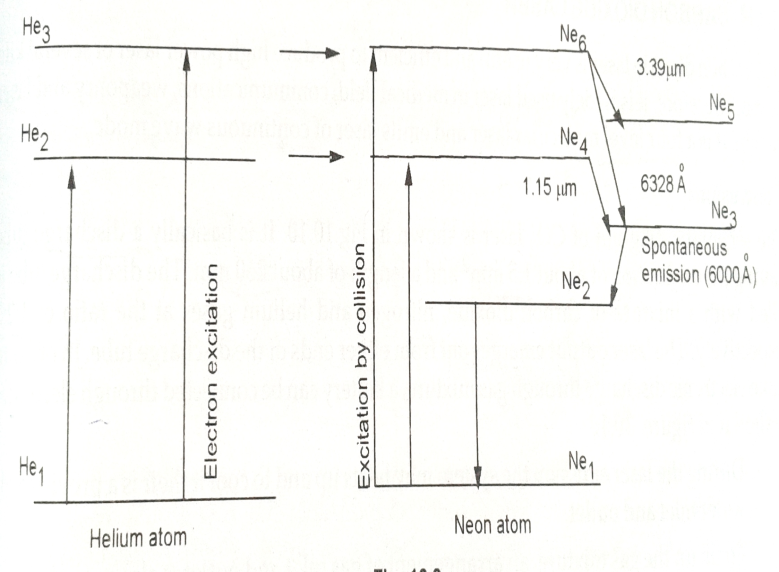 He₃
Ne₆
3.39μm
Ne₅
He₂
Ne₄
1.15 μm
6328 Å
Ne₃
Spontaneous
emission (6000Å)
Ne₂
Electron excitation
Excitation by collision
He₁
Ne₁
Helium atom
Neon atom